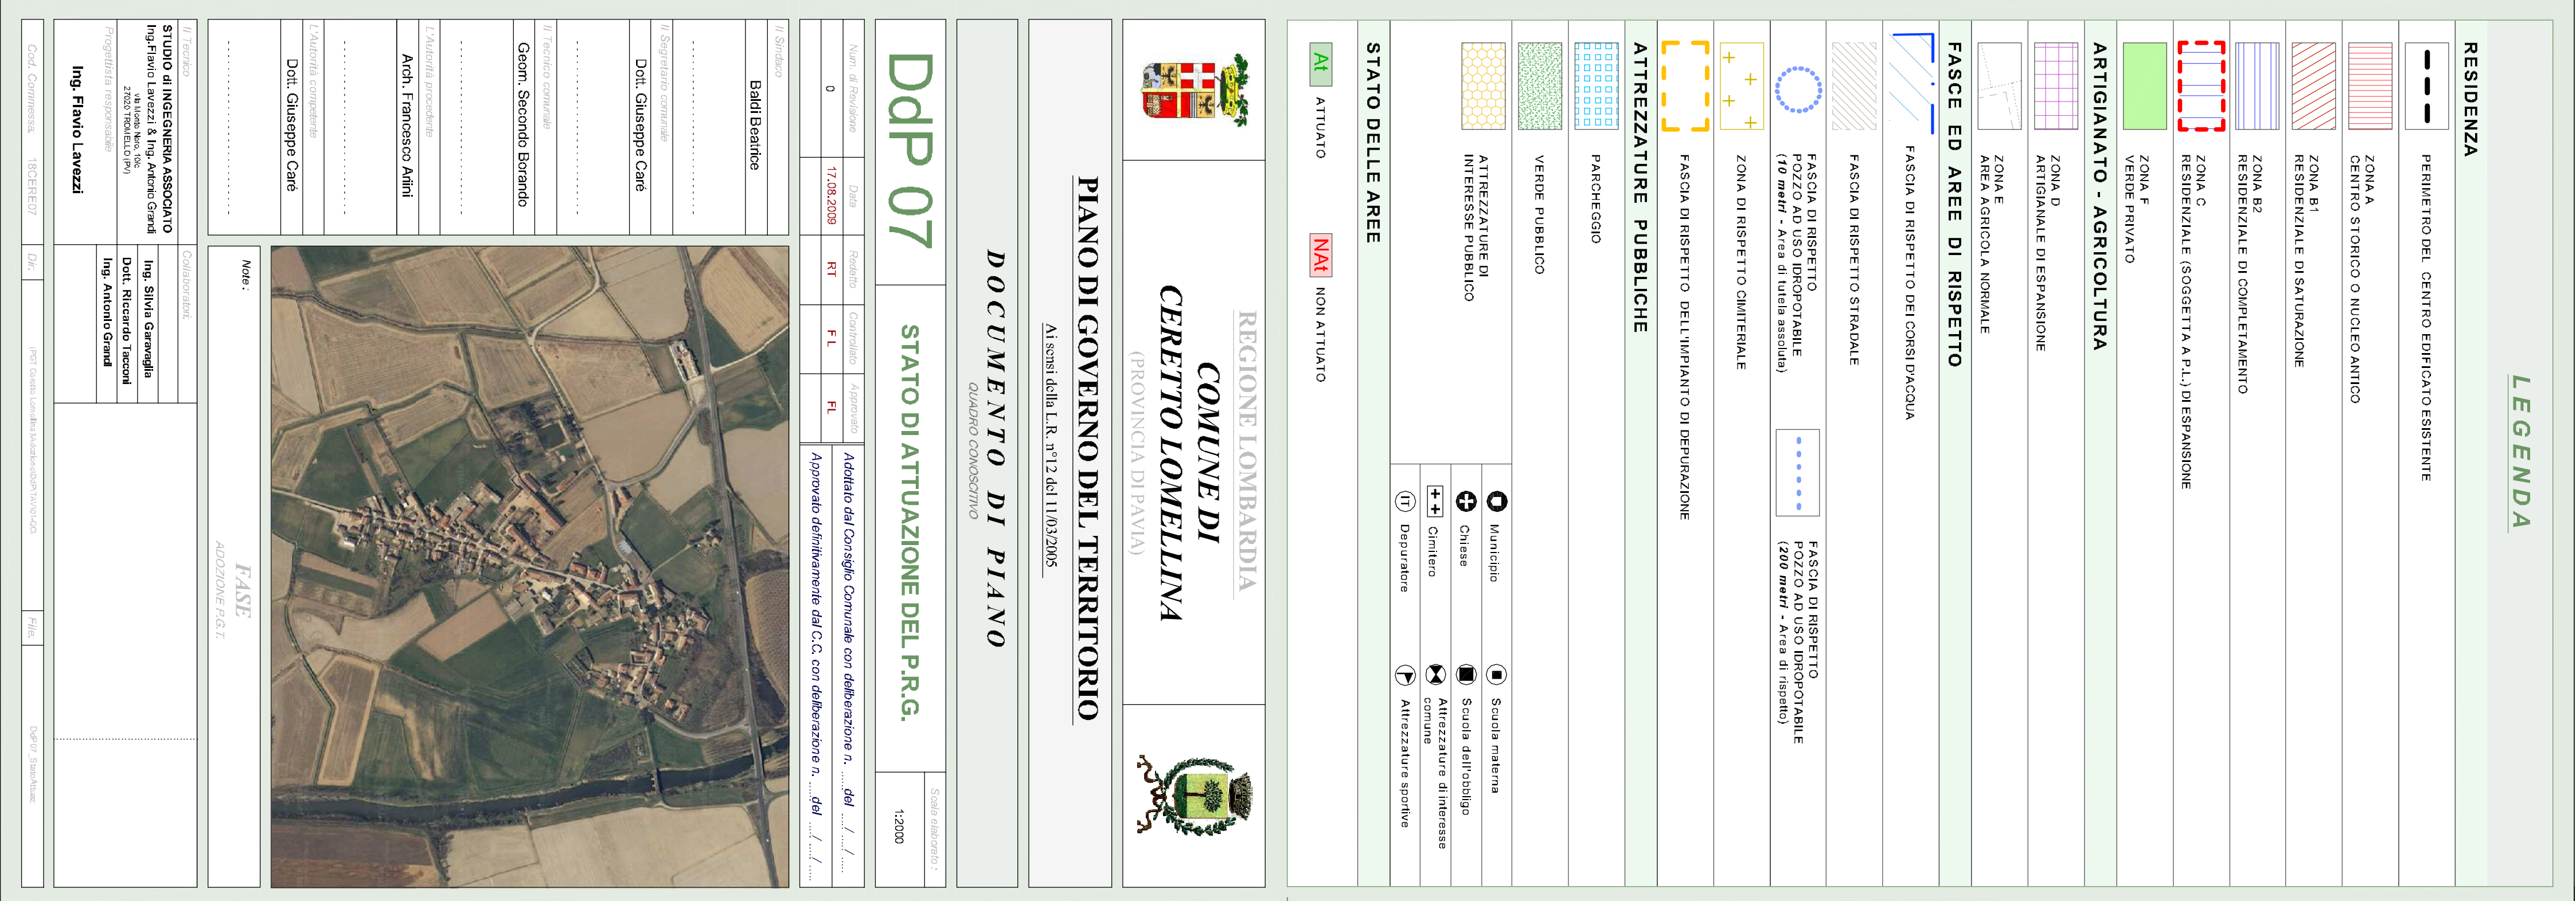 LEGENDA
RESIDENZA
PERIMETRO DEL CENTRO EDIFICATO ESISTENTE
ZONA A
CENTRO STORICO O NUCLEO ANTICO
ZONA B1
RESIDENZIALE DI SATURAZIONE
ZONA B2
RESIDENZIALE DI COMPLETAMENTO
ZONA C
RESIDENZIALE (SOGGETTA A P.L.) DI ESPANSIONE
ZONA F
VERDE PRIVATO
ARTIGIANATO - AGRICOLTURA
ZONA D
ARTIGIANALE DI ESPANSIONE
ZONA E
AREA AGRICOLA NORMALE
FASCE ED AREE DI RISPETTO
FASCIA DI RISPETTO DEI CORSI D'ACQUA
FASCIA DI RISPETTO STRADALE
FASCIA DI RISPETTO
POZZO AD USO IDROPOTABILE
(10 metri - Area di tutela assoluta)
FASCIA DI RISPETTO
POZZO AD USO IDROPOTABILE
(200 metri - Area di rispetto)
ZONA DI RISPETTO CIMITERIALE
FASCIA DI RISPETTO DELL'IMPIANTO DI DEPURAZIONE
ATTREZZATURE PUBBLICHE
PARCHEGGIO
VERDE PUBBLICO
ATTREZZATURE DI
INTERESSE PUBBLICO
Municipio
Scuola materna
Chiese
Scuola dell'obbligo
Cimitero
Attrezzature di interesse
comune
IT Depuratore
Attrezzature sportive
STATO DELLE AREE
At ATTUATO
NAt NON ATTUATO
REGIONE LOMBARDIA
COMUNE DI
CERETTO LOMELLINA
(PROVINCIA DI PAVIA)
PIANO DI GOVERNO DEL TERRITORIO
Ai sensi della L.R. n°12 del 11/03/2005
DOCUMENTO DI PIANO
QUADRO CONOSCITIVO
DdP 07
STATO DI ATTUAZIONE DEL P.R.G.
Scala elaborato :
1:2000
Num. di Revisione
Data
Redatto
Controllato
Approvato
0
17.08.2009
RT
F L
FL
Adottato dal Consiglio Comunale con deliberazione n. ......del ..../ ..../ .....
Approvato definitivamente dal C.C. con deliberazione n. ......del ..../ ..../ .....
Il Sindaco
Baldi Beatrice
Il Segretario comunale
Dott. Giuseppe Caré
Il Tecnico comunale
Geom. Secondo Borando
L'Autorità procedente
Arch. Francesco Ariini
L'Autorità competente
Dott. Giuseppe Caré
Note :
FASE
ADOZIONE P.G.T.
Il Tecnico
STUDIO di INGEGNERIA ASSOCIATO
Ing.Flavio Lavezzi & Ing. Antonio Grandi
27020 TROMELLO (PV)
Progettista responsabile
Ing. Flavio Lavezzi
Collaboratori:
Ing. Silvia Garavaglia
Dott. Riccardo Tacconi
Ing. Antonio Grandi
Cod. Commessa:
18CERE07
Dir.
File.